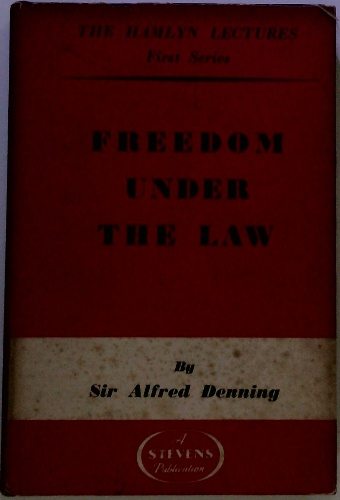 THE HAMLYN LECTURES
First Series
FREEDOM
UNDER
THE LAW
By
Sir Alfred Denning
A
STEVENS
Publication